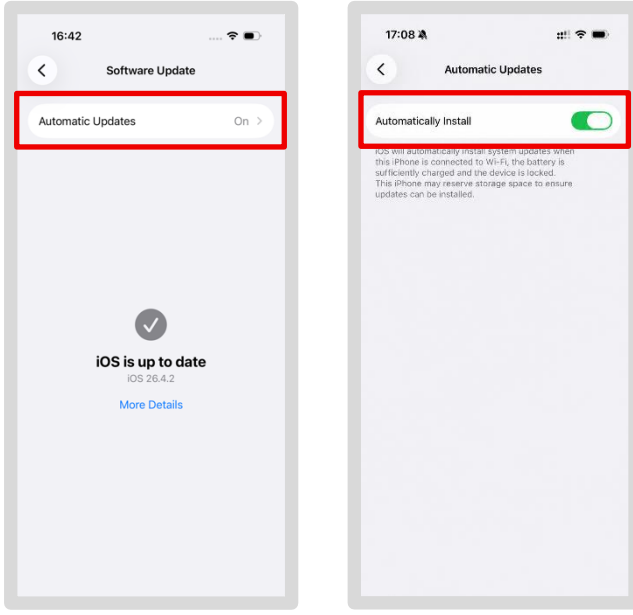 16:42
Software Update
Automatic Updates On
iOS is up to date
iOS 26.4.2
More Details
17:08
Automatic Updates
Automatically Install
iOS will automatically install system updates when
this iPhone is connected to Wi-Fi, the battery is
sufficiently charged and the device is locked.
This iPhone may reserve storage space to ensure
updates can be installed.